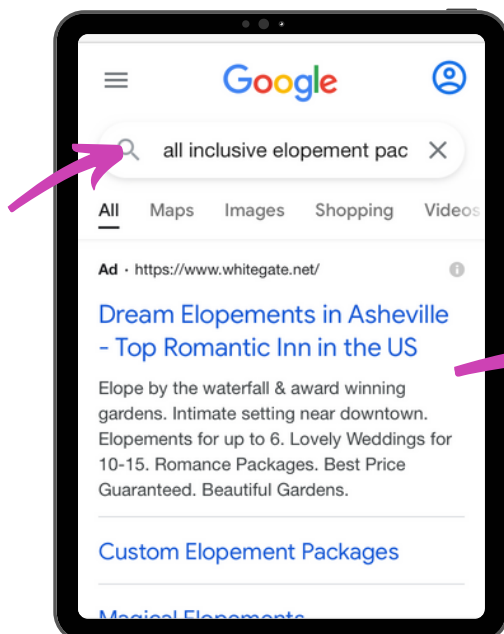 Google
all inclusive elopement pac
All Maps Images Shopping Videos
Ad · https://www.whitegate.net/
Dream Elopements in Asheville
- Top Romantic Inn in the US
Elope by the waterfall & award winning
gardens. Intimate setting near downtown.
Elopements for up to 6. Lovely Weddings for
10-15. Romance Packages. Best Price
Guaranteed. Beautiful Gardens.
Custom Elopement Packages
Magical Elopements